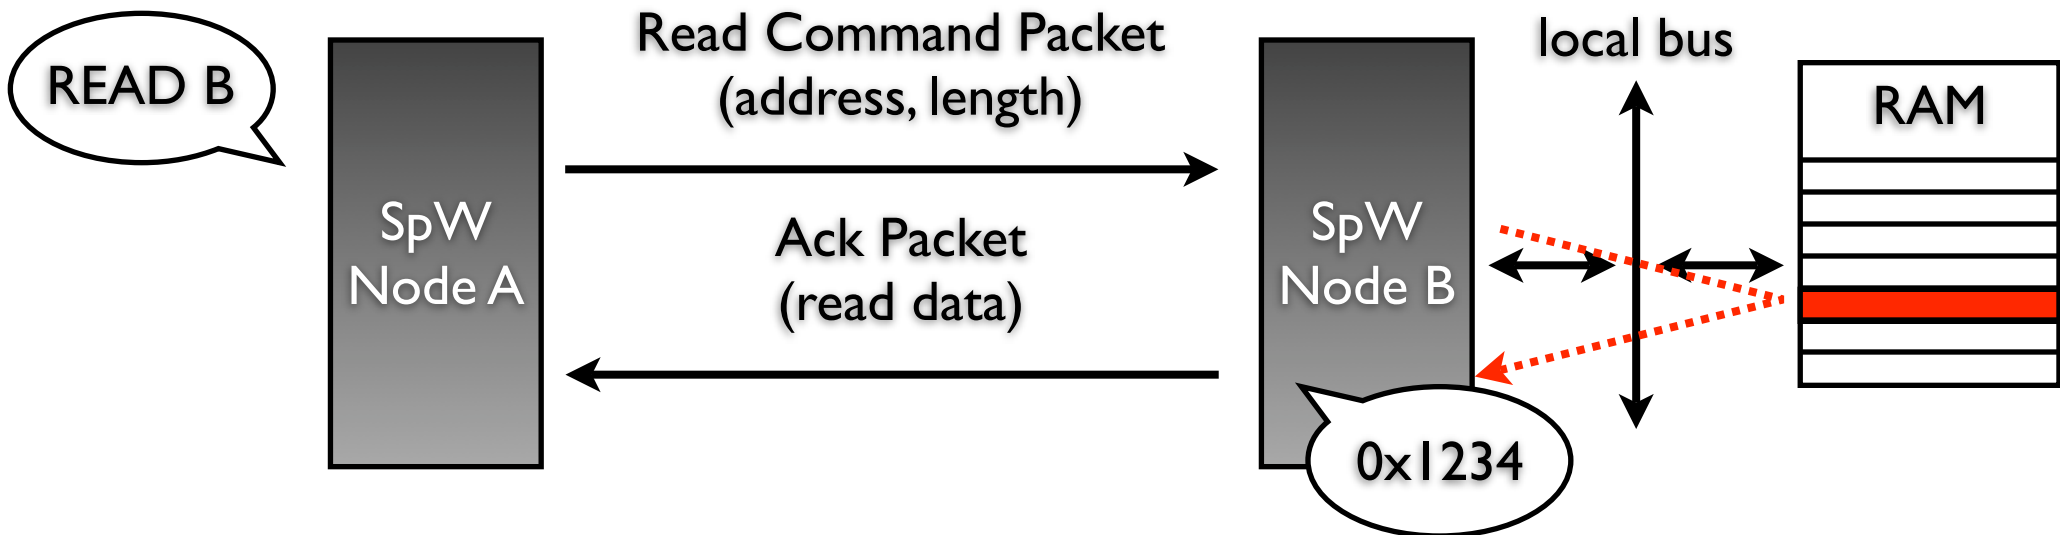 READ B
SpW
Node A
Read Command Packet
(address, length)
Ack Packet
(read data)
SpW
Node B
0x1234
local bus
RAM